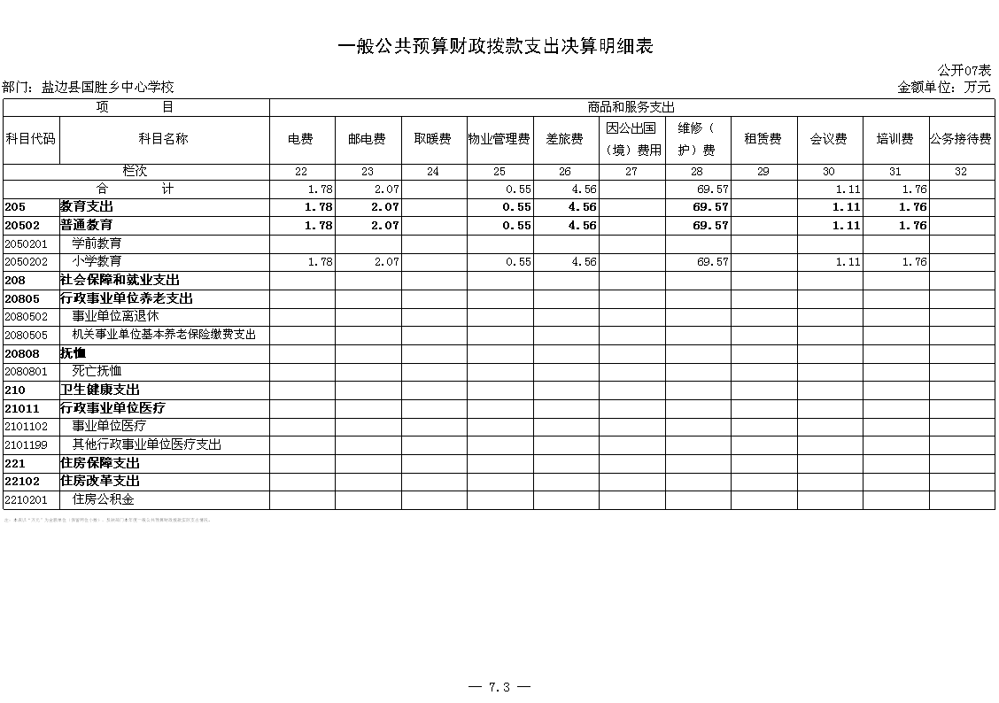 一般公共预算财政拨款支出决算明细表
公开07表
部门：盐边县国胜乡中心学校 金额单位：万元
项 目 商品和服务支出
科目代码 科目名称 电费 邮电费 取暖费 物业管理费 差旅费 因公出国（境）费用 维修（护）费 租赁费 会议费 培训费 公务接待费
栏次 22 23 24 25 26 27 28 29 30 31 32
合 计 1.78 2.07 0.55 4.56 69.57 1.11 1.76
205 教育支出 1.78 2.07 0.55 4.56 69.57 1.11 1.76
20502 普通教育 1.78 2.07 0.55 4.56 69.57 1.11 1.76
2050201 学前教育
2050202 小学教育 1.78 2.07 0.55 4.56 69.57 1.11 1.76
208 社会保障和就业支出
20805 行政事业单位养老支出
2080502 事业单位离退休
2080505 机关事业单位基本养老保险缴费支出
20808 抚恤
2080801 死亡抚恤
210 卫生健康支出
21011 行政事业单位医疗
2101102 事业单位医疗
2101199 其他行政事业单位医疗支出
221 住房保障支出
22102 住房改革支出
2210201 住房公积金
— 7.3 —